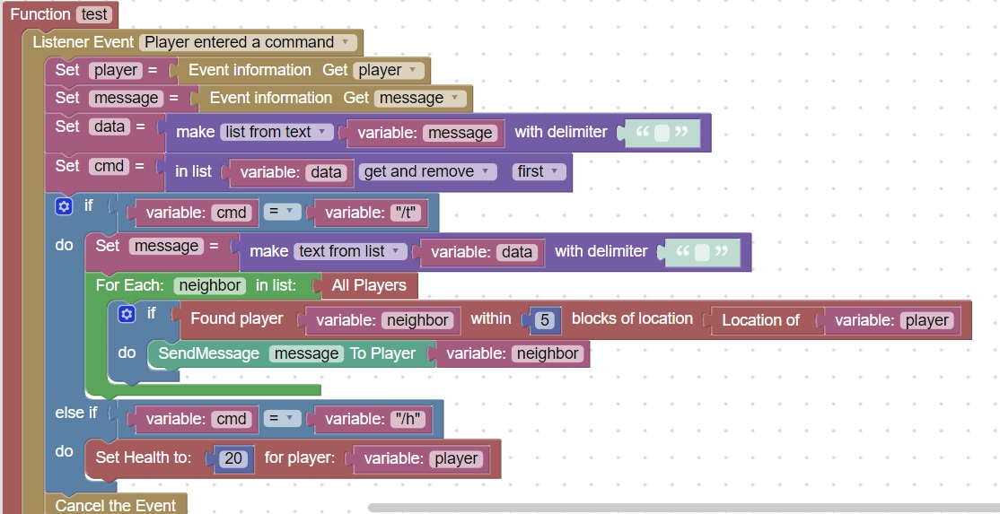 Function test
Listener Event Player entered a command
Set player = Event information Get player
Set message = Event information Get message
Set data = make list from text variable: message with delimiter “ ”
Set cmd = in list variable: data get and remove first
if variable: cmd = variable: "/t"
do Set message = make text from list variable: data with delimiter “ ”
For Each: neighbor in list: All Players
if Found player variable: neighbor within 5 blocks of location Location of variable: player
do SendMessage message To Player variable: neighbor
else if variable: cmd = variable: "/h"
do Set Health to: 20 for player: variable: player
Cancel the Event